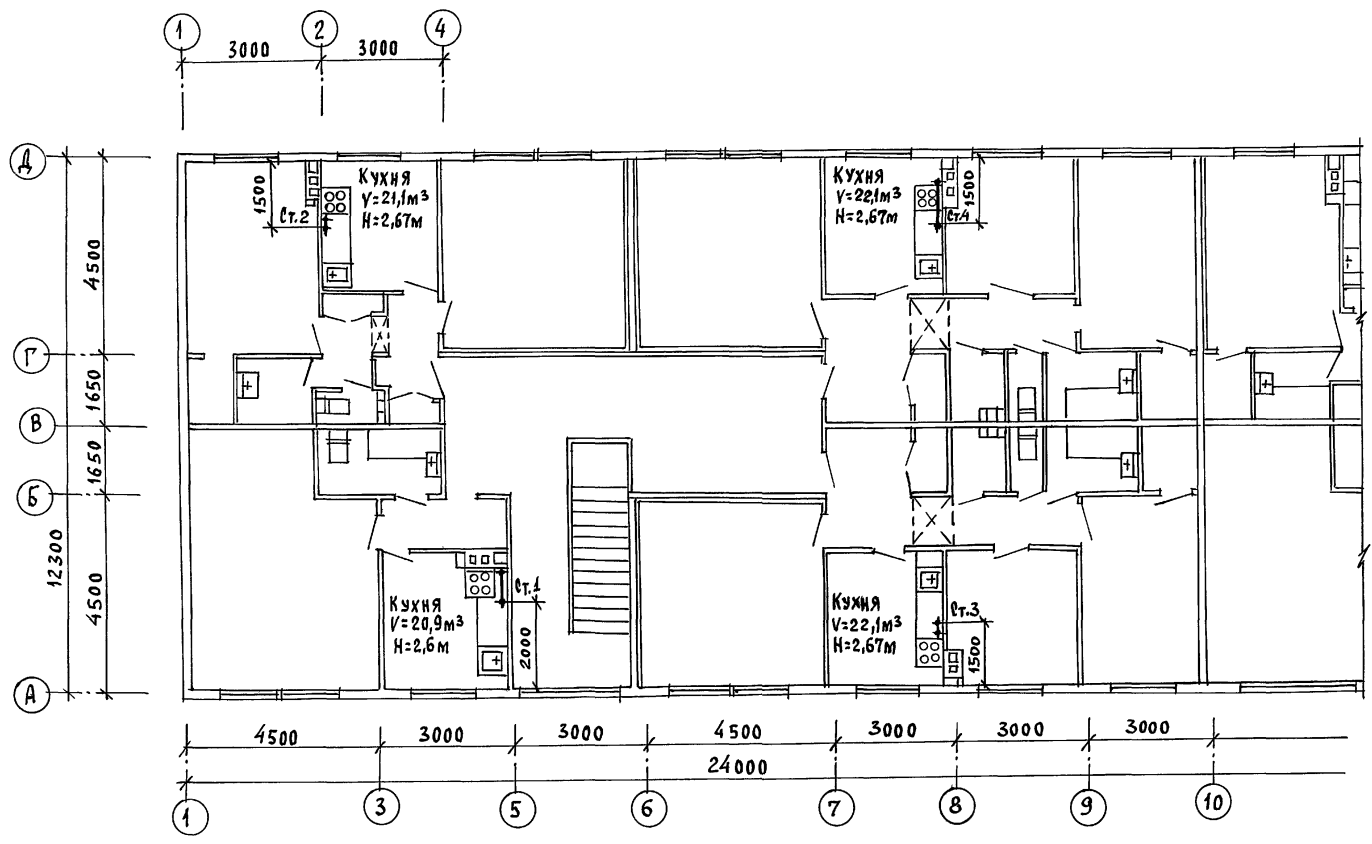 1
2
4
3000
3000
Д
Г
В
Б
А
4500
1650
1650
4500
12300
1500
Ст.2
Кухня
V=21,1м³
Н=2,67м
Кухня
V=22,1м³
Н=2,67м
Ст.4
1500
Ст.1
2000
Кухня
V=20,9м³
Н=2,6м
Кухня
V=22,1м³
Н=2,67м
Ст.3
1500
4500
3000
3000
4500
3000
3000
3000
24000
1
3
5
6
7
8
9
10